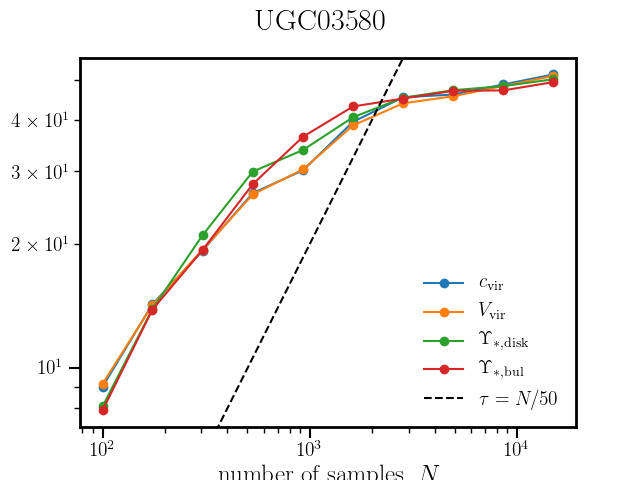 UGC03580
4 × 10¹
3 × 10¹
2 × 10¹
10¹
c_vir
V_vir
Υ_*,disk
Υ_*,bul
τ = N/50
10² 10³ 10⁴
number of samples, N